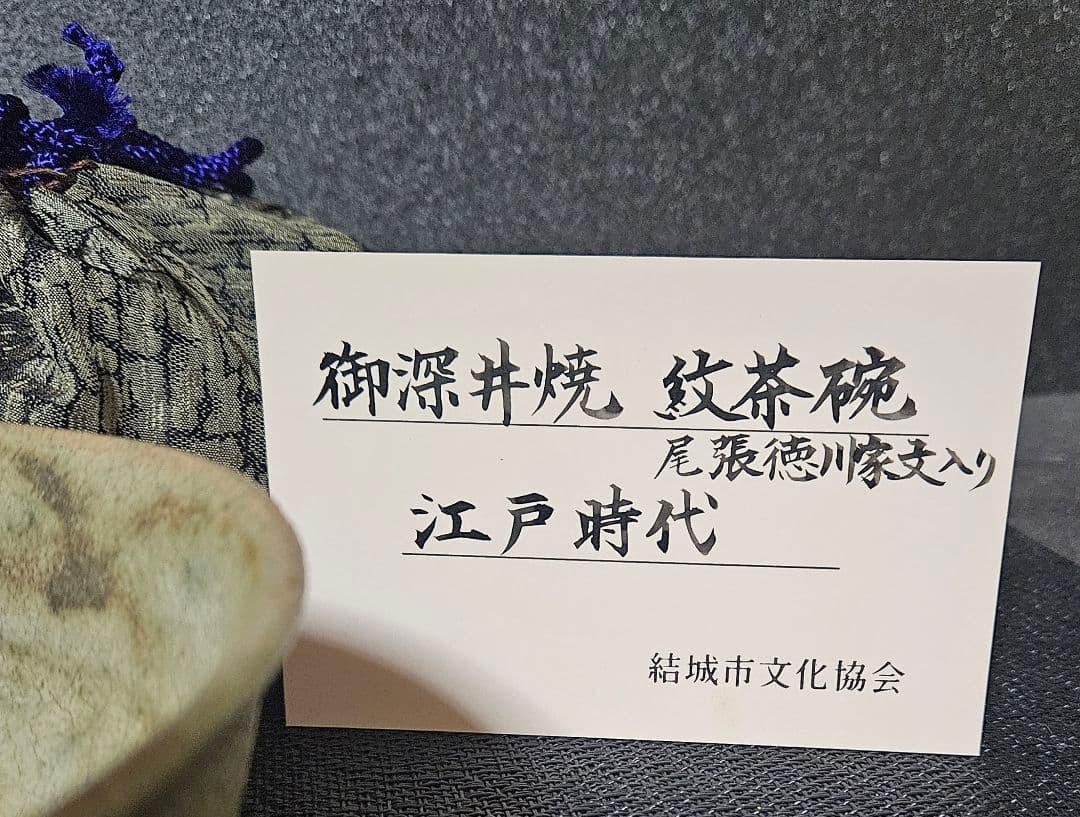 御深井焼 紋茶碗
尾張徳川家文入り
江戸時代
結城市文化協会